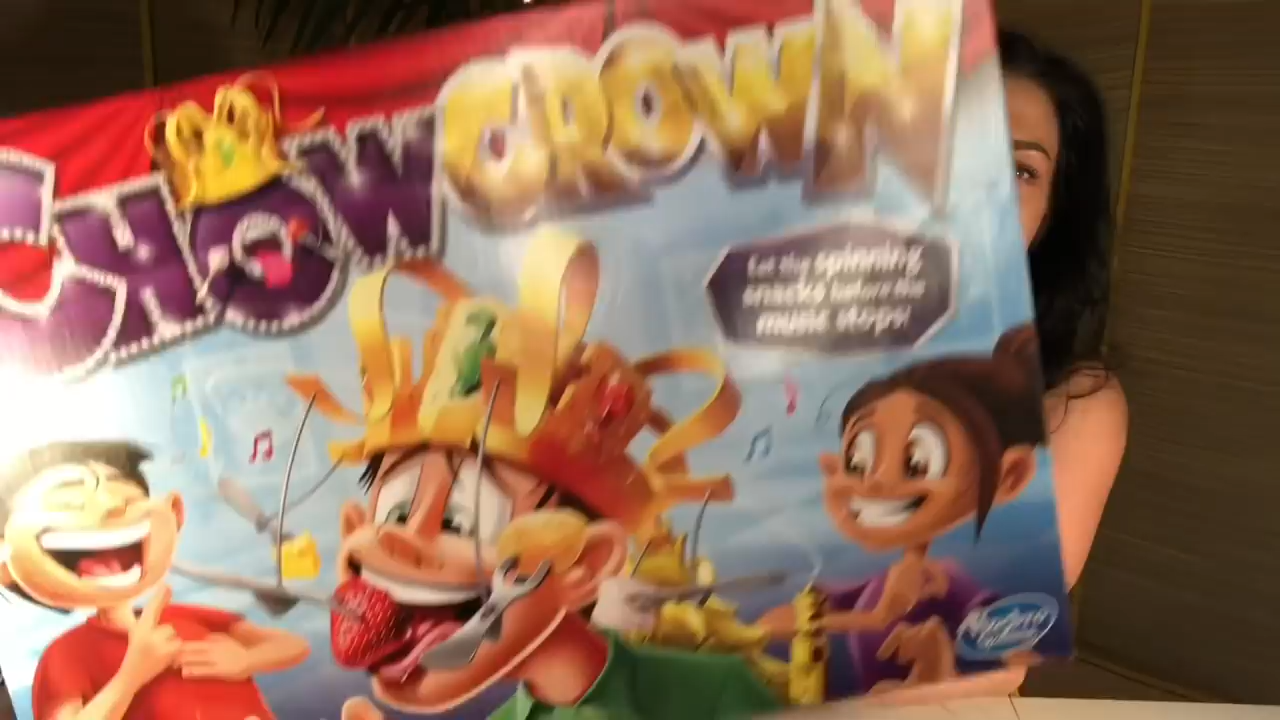 CHOW CROWN
Eat the spinning
snacks before the
music stops!
Hasbro
Gaming